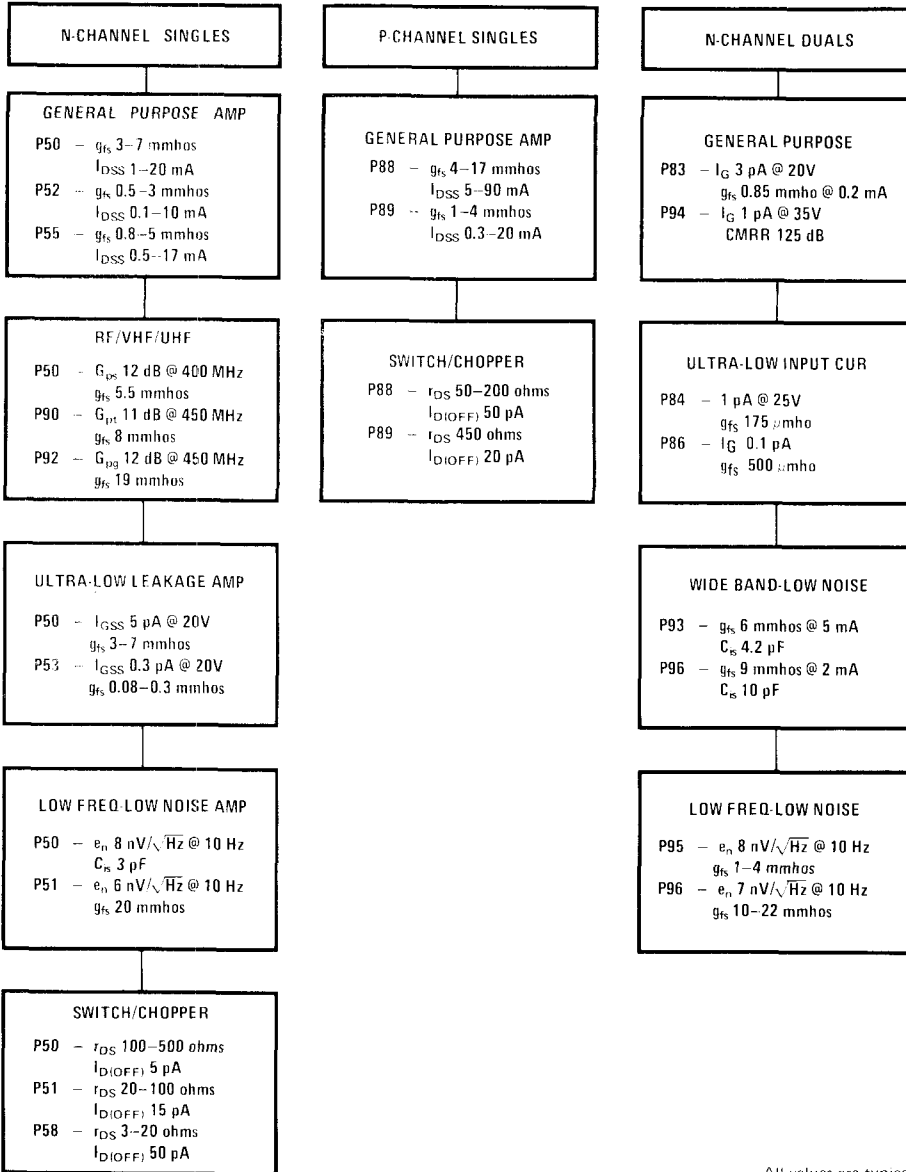 N-CHANNEL SINGLES
GENERAL PURPOSE AMP
P50 – gfs 3–7 mmhos
IDSS 1–20 mA
P52 – gfs 0.5–3 mmhos
IDSS 0.1–10 mA
P55 – gfs 0.8–5 mmhos
IDSS 0.5–17 mA
RF/VHF/UHF
P50 – Gps 12 dB @ 400 MHz
gfs 5.5 mmhos
P90 – Gpt 11 dB @ 450 MHz
gfs 8 mmhos
P92 – Gpg 12 dB @ 450 MHz
gfs 19 mmhos
ULTRA-LOW LEAKAGE AMP
P50 – IGSS 5 pA @ 20V
gfs 3–7 mmhos
P53 – IGSS 0.3 pA @ 20V
gfs 0.08–0.3 mmhos
LOW FREQ-LOW NOISE AMP
P50 – en 8 nV/√Hz @ 10 Hz
Cis 3 pF
P51 – en 6 nV/√Hz @ 10 Hz
gfs 20 mmhos
SWITCH/CHOPPER
P50 – rDS 100–500 ohms
ID(OFF) 5 pA
P51 – rDS 20–100 ohms
ID(OFF) 15 pA
P58 – rDS 3–20 ohms
ID(OFF) 50 pA
P-CHANNEL SINGLES
GENERAL PURPOSE AMP
P88 – gfs 4–17 mmhos
IDSS 5–90 mA
P89 – gfs 1–4 mmhos
IDSS 0.3–20 mA
SWITCH/CHOPPER
P88 – rDS 50–200 ohms
ID(OFF) 50 pA
P89 – rDS 450 ohms
ID(OFF) 20 pA
N-CHANNEL DUALS
GENERAL PURPOSE
P83 – IG 3 pA @ 20V
gfs 0.85 mmho @ 0.2 mA
P94 – IG 1 pA @ 35V
CMRR 125 dB
ULTRA-LOW INPUT CUR
P84 – 1 pA @ 25V
gfs 175 μmho
P86 – IG 0.1 pA
gfs 500 μmho
WIDE BAND-LOW NOISE
P93 – gfs 6 mmhos @ 5 mA
Cis 4.2 pF
P96 – gfs 9 mmhos @ 2 mA
Cis 10 pF
LOW FREQ-LOW NOISE
P95 – en 8 nV/√Hz @ 10 Hz
gfs 1–4 mmhos
P96 – en 7 nV/√Hz @ 10 Hz
gfs 10–22 mmhos
All values are